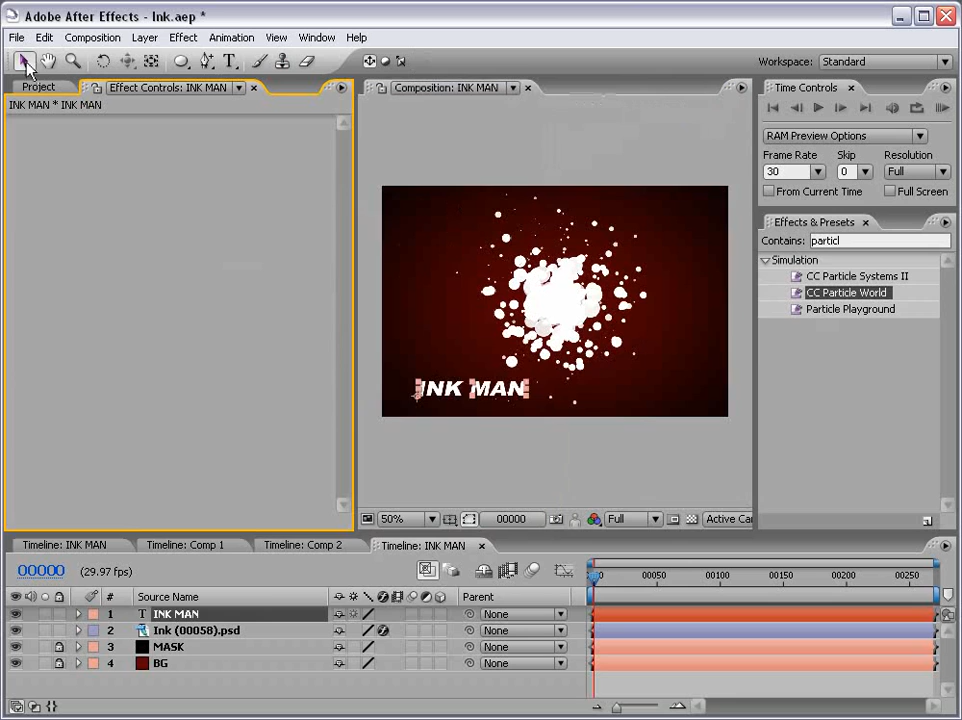 Adobe After Effects - Ink.aep *
File Edit Composition Layer Effect Animation View Window Help
Workspace: Standard
Project Effect Controls: INK MAN
INK MAN * INK MAN
Composition: INK MAN
INK MAN
50% 00000 Full Active Car
Time Controls
RAM Preview Options
Frame Rate Skip Resolution
30 0 Full
From Current Time Full Screen
Effects & Presets
Contains: particl
Simulation
CC Particle Systems II
CC Particle World
Particle Playground
Timeline: INK MAN Timeline: Comp 1 Timeline: Comp 2 Timeline: INK MAN
00000 (29.97 fps)
00050 00100 00150 00200 00250
# Source Name Parent
1 T INK MAN None
2 Ink (00058).psd None
3 MASK None
4 BG None